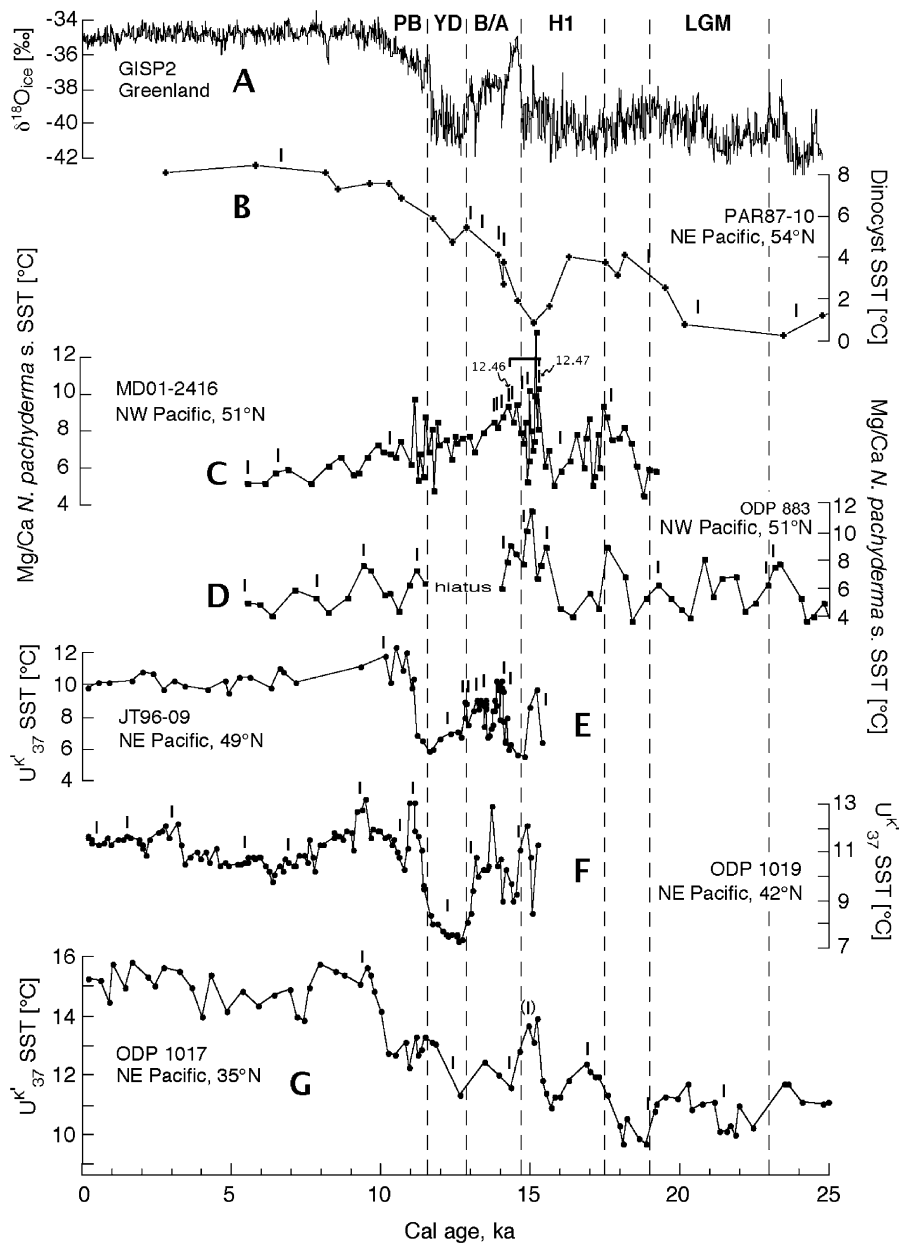 PB YD B/A H1 LGM
-34
-36
-38
-40
-42
δ18Oice [‰]
GISP2
Greenland
A
B
8
6
4
2
0
Dinocyst SST
[°C]
PAR87-10
NE Pacific, 54°N
Mg/Ca N. pachyderma s. SST [°C]
12
10
8
6
4
MD01-2416
NW Pacific, 51°N
12.46
12.47
C
Mg/Ca N. pachyderma s. SST
[°C]
12
10
8
6
4
ODP 883
NW Pacific, 51°N
D
hiatus
UK'37 SST [°C]
12
10
8
6
4
JT96-09
NE Pacific, 49°N
E
13
11
9
7
UK'37 SST
[°C]
F
ODP 1019
NE Pacific, 42°N
UK'37 SST [°C]
16
14
12
10
(I)
ODP 1017
NE Pacific, 35°N
G
0 5 10 15 20 25
Cal age, ka